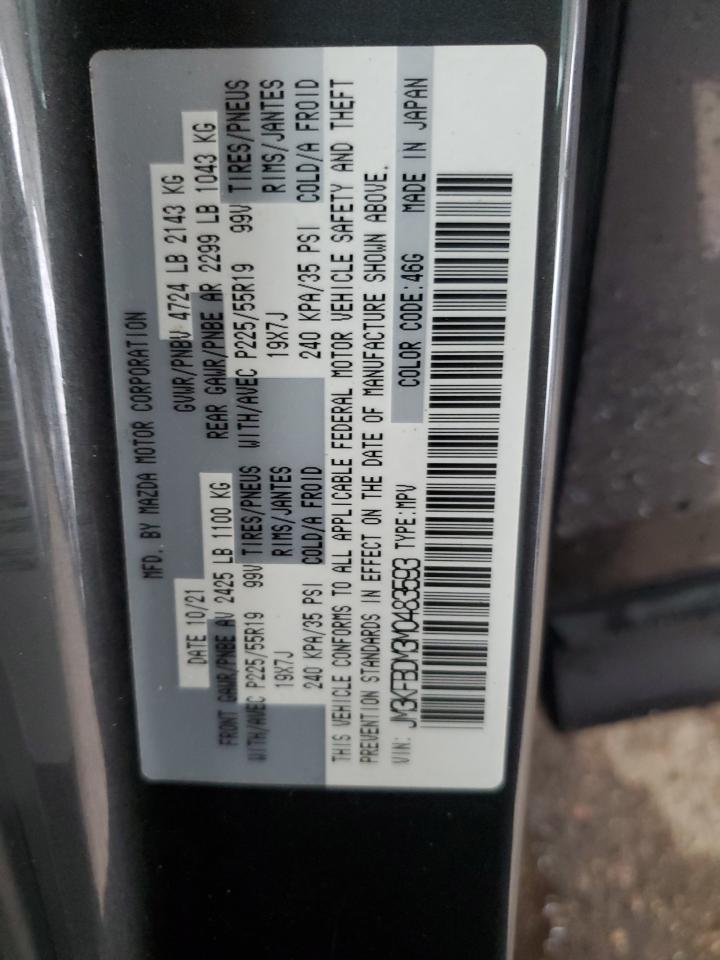 MFD. BY MAZDA MOTOR CORPORATION
DATE 10/21 GVWR/PNBV 4724 LB 2143 KG
FRONT GAWR/PNBE AV 2425 LB 1100 KG REAR GAWR/PNBE AR 2299 LB 1043 KG
WITH/AVEC P225/55R19 99V TIRES/PNEUS WITH/AVEC P225/55R19 99V TIRES/PNEUS
19X7J RIMS/JANTES 19X7J RIMS/JANTES
240 KPA/35 PSI COLD/A FROID 240 KPA/35 PSI COLD/A FROID
THIS VEHICLE CONFORMS TO ALL APPLICABLE FEDERAL MOTOR VEHICLE SAFETY AND THEFT
PREVENTION STANDARDS IN EFFECT ON THE DATE OF MANUFACTURE SHOWN ABOVE.
VIN: JM3KFBDM3M0483593 TYPE:MPV COLOR CODE:46G MADE IN JAPAN